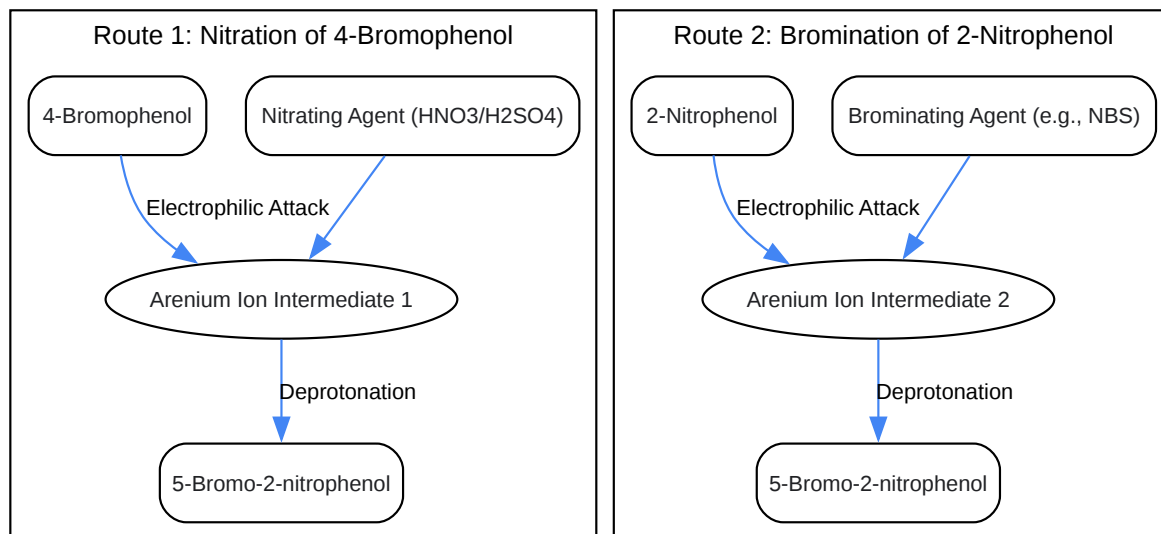 Route 1: Nitration of 4-Bromophenol
4-Bromophenol
Nitrating Agent (HNO3/H2SO4)
Electrophilic Attack
Arenium Ion Intermediate 1
Deprotonation
5-Bromo-2-nitrophenol
Route 2: Bromination of 2-Nitrophenol
2-Nitrophenol
Brominating Agent (e.g., NBS)
Electrophilic Attack
Arenium Ion Intermediate 2
Deprotonation
5-Bromo-2-nitrophenol